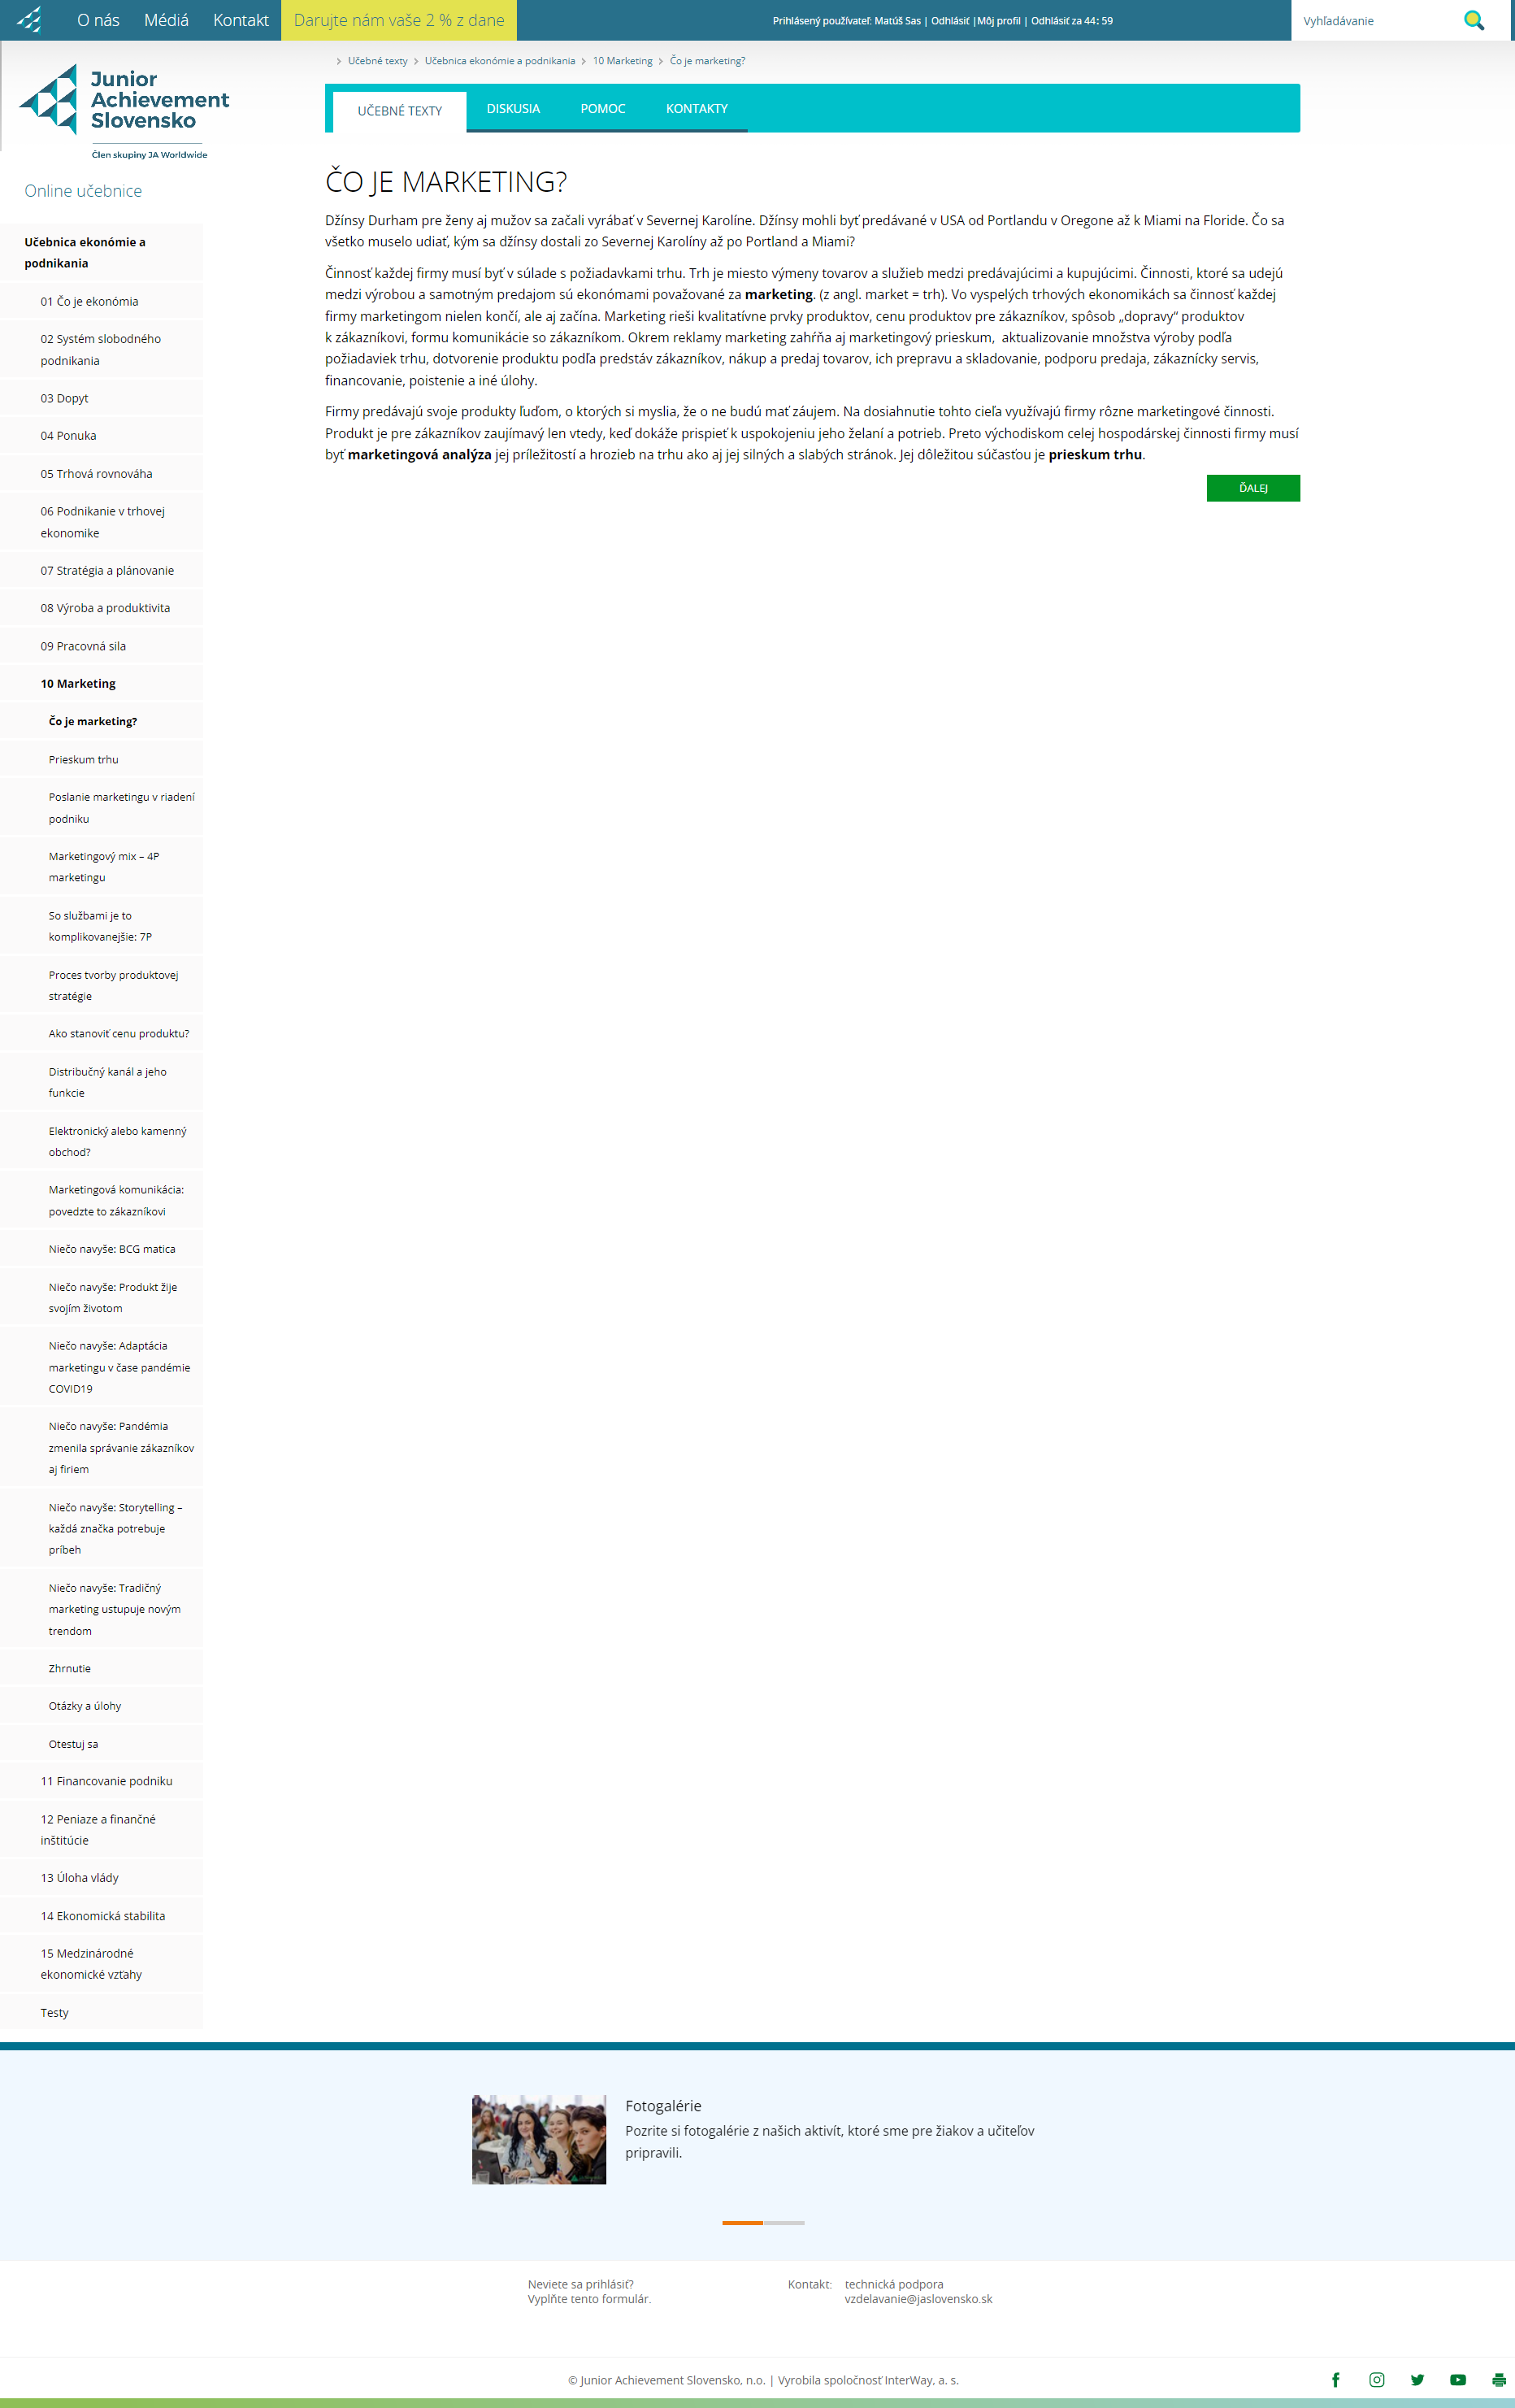 O nás Médiá Kontakt Darujte nám vaše 2 % z dane Prihlásený používateľ: Matúš Sas | Odhlásiť |Môj profil | Odhlásiť za 44: 59 Vyhľadávanie
Učebné texty Učebnica ekonómie a podnikania 10 Marketing Čo je marketing?
Junior
Achievement
Slovensko
Člen skupiny JA Worldwide
UČEBNÉ TEXTY DISKUSIA POMOC KONTAKTY
Online učebnice
Učebnica ekonómie a
podnikania
01 Čo je ekonómia
02 Systém slobodného
podnikania
03 Dopyt
04 Ponuka
05 Trhová rovnováha
06 Podnikanie v trhovej
ekonomike
07 Stratégia a plánovanie
08 Výroba a produktivita
09 Pracovná sila
10 Marketing
Čo je marketing?
Prieskum trhu
Poslanie marketingu v riadení
podniku
Marketingový mix – 4P
marketingu
So službami je to
komplikovanejšie: 7P
Proces tvorby produktovej
stratégie
Ako stanoviť cenu produktu?
Distribučný kanál a jeho
funkcie
Elektronický alebo kamenný
obchod?
Marketingová komunikácia:
povedzte to zákazníkovi
Niečo navyše: BCG matica
Niečo navyše: Produkt žije
svojím životom
Niečo navyše: Adaptácia
marketingu v čase pandémie
COVID19
Niečo navyše: Pandémia
zmenila správanie zákazníkov
aj firiem
Niečo navyše: Storytelling –
každá značka potrebuje
príbeh
Niečo navyše: Tradičný
marketing ustupuje novým
trendom
Zhrnutie
Otázky a úlohy
Otestuj sa
11 Financovanie podniku
12 Peniaze a finančné
inštitúcie
13 Úloha vlády
14 Ekonomická stabilita
15 Medzinárodné
ekonomické vzťahy
Testy
ČO JE MARKETING?
Džínsy Durham pre ženy aj mužov sa začali vyrábať v Severnej Karolíne. Džínsy mohli byť predávané v USA od Portlandu v Oregone až k Miami na Floride. Čo sa
všetko muselo udiať, kým sa džínsy dostali zo Severnej Karolíny až po Portland a Miami?
Činnosť každej firmy musí byť v súlade s požiadavkami trhu. Trh je miesto výmeny tovarov a služieb medzi predávajúcimi a kupujúcimi. Činnosti, ktoré sa udejú
medzi výrobou a samotným predajom sú ekonómami považované za marketing. (z angl. market = trh). Vo vyspelých trhových ekonomikách sa činnosť každej
firmy marketingom nielen končí, ale aj začína. Marketing rieši kvalitatívne prvky produktov, cenu produktov pre zákazníkov, spôsob „dopravy“ produktov
k zákazníkovi, formu komunikácie so zákazníkom. Okrem reklamy marketing zahŕňa aj marketingový prieskum, aktualizovanie množstva výroby podľa
požiadaviek trhu, dotvorenie produktu podľa predstáv zákazníkov, nákup a predaj tovarov, ich prepravu a skladovanie, podporu predaja, zákaznícky servis,
financovanie, poistenie a iné úlohy.
Firmy predávajú svoje produkty ľuďom, o ktorých si myslia, že o ne budú mať záujem. Na dosiahnutie tohto cieľa využívajú firmy rôzne marketingové činnosti.
Produkt je pre zákazníkov zaujímavý len vtedy, keď dokáže prispieť k uspokojeniu jeho želaní a potrieb. Preto východiskom celej hospodárskej činnosti firmy musí
byť marketingová analýza jej príležitostí a hrozieb na trhu ako aj jej silných a slabých stránok. Jej dôležitou súčasťou je prieskum trhu.
ĎALEJ
Fotogalérie
Pozrite si fotogalérie z našich aktivít, ktoré sme pre žiakov a učiteľov
pripravili.
Neviete sa prihlásiť? Kontakt: technická podpora
Vyplňte tento formulár. vzdelavanie@jaslovensko.sk
© Junior Achievement Slovensko, n.o. | Vyrobila spoločnosť InterWay, a. s.